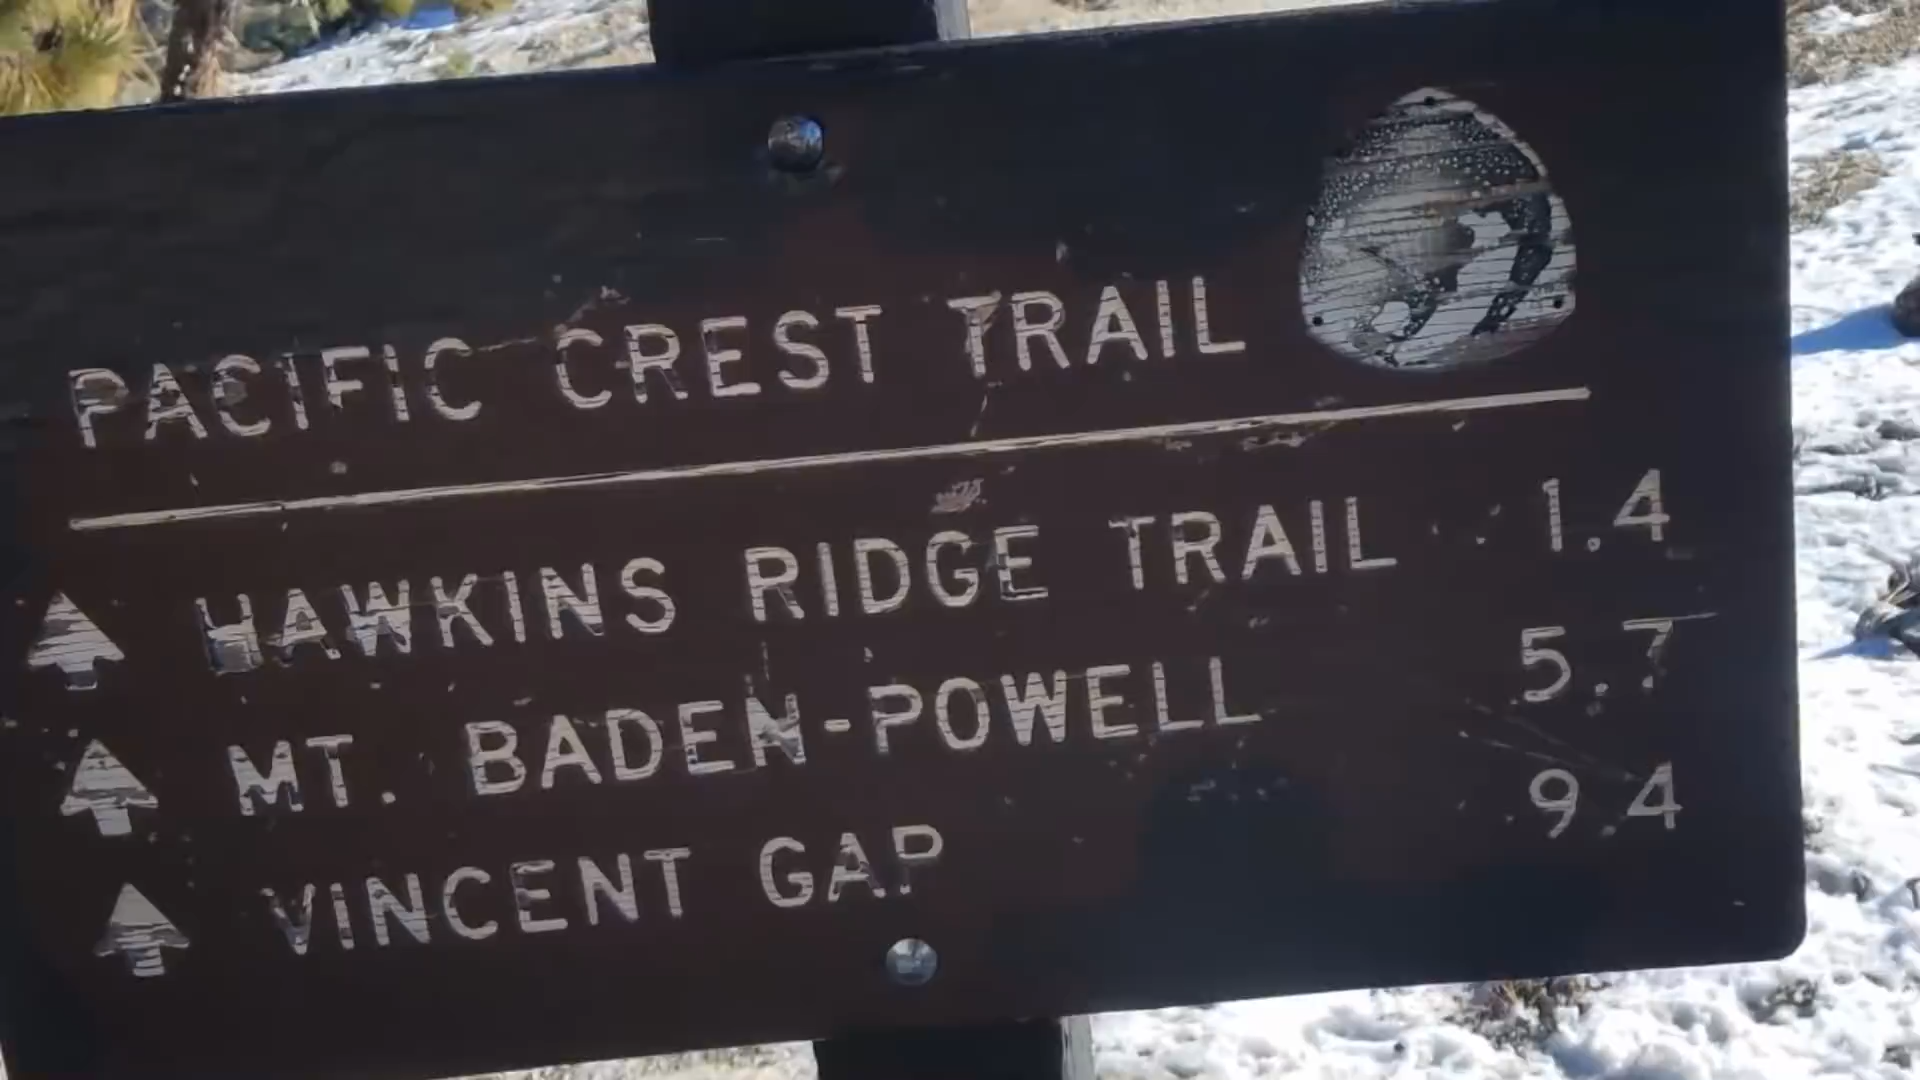 PACIFIC CREST TRAIL
HAWKINS RIDGE TRAIL 1.4
MT. BADEN-POWELL 5.7
VINCENT GAP 9.4